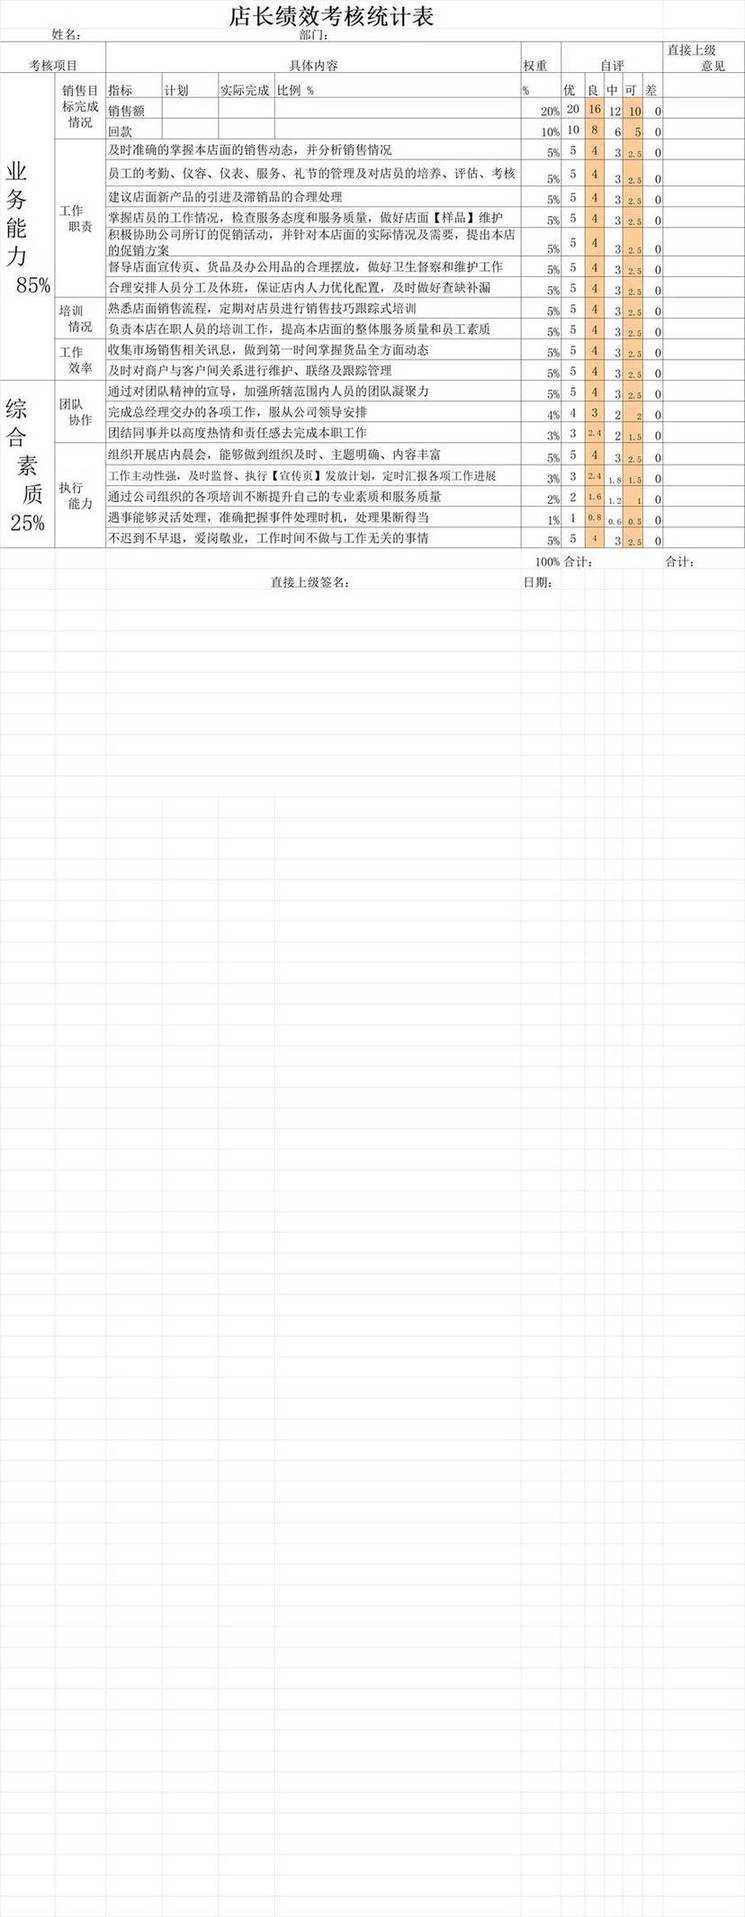 店长绩效考核统计表
姓名： 部门：
考核项目 具体内容 权重 自评 直接上级意见
业务能力 85% 销售目标完成情况 指标 计划 实际完成 比例 % % 优 良 中 可 差
销售额 20% 20 16 12 10 0
回款 10% 10 8 6 5 0
工作职责 及时准确的掌握本店面的销售动态，并分析销售情况 5% 5 4 3 2.5 0
员工的考勤、仪容、仪表、服务、礼节的管理及对店员的培养、评估、考核 5% 5 4 3 2.5 0
建议店面新产品的引进及滞销品的合理处理 5% 5 4 3 2.5 0
掌握店员的工作情况，检查服务态度和服务质量，做好店面【样品】维护 5% 5 4 3 2.5 0
积极协助公司所订的促销活动，并针对本店面的实际情况及需要，提出本店
的促销方案 5% 5 4 3 2.5 0
督导店面宣传页、货品及办公用品的合理摆放，做好卫生督察和维护工作 5% 5 4 3 2.5 0
合理安排人员分工及休班，保证店内人力优化配置，及时做好查缺补漏 5% 5 4 3 2.5 0
培训情况 熟悉店面销售流程，定期对店员进行销售技巧跟踪式培训 5% 5 4 3 2.5 0
负责本店在职人员的培训工作，提高本店面的整体服务质量和员工素质 5% 5 4 3 2.5 0
工作效率 收集市场销售相关讯息，做到第一时间掌握货品全方面动态 5% 5 4 3 2.5 0
及时对商户与客户间关系进行维护、联络及跟踪管理 5% 5 4 3 2.5 0
综合素质 25% 团队协作 通过对团队精神的宣导，加强所辖范围内人员的团队凝聚力 5% 5 4 3 2.5 0
完成总经理交办的各项工作，服从公司领导安排 4% 4 3 2 2 0
团结同事并以高度热情和责任感去完成本职工作 3% 3 2.4 2 1.5 0
执行能力 组织开展店内晨会，能够做到组织及时、主题明确、内容丰富 5% 5 4 3 2.5 0
工作主动性强，及时监督、执行【宣传页】发放计划，定时汇报各项工作进展 3% 3 2.4 1.8 1.5 0
通过公司组织的各项培训不断提升自己的专业素质和服务质量 2% 2 1.6 1.2 1 0
遇事能够灵活处理，准确把握事件处理时机，处理果断得当 1% 1 0.8 0.6 0.5 0
不迟到不早退，爱岗敬业，工作时间不做与工作无关的事情 5% 5 4 3 2.5 0
100% 合计： 合计：
直接上级签名： 日期：